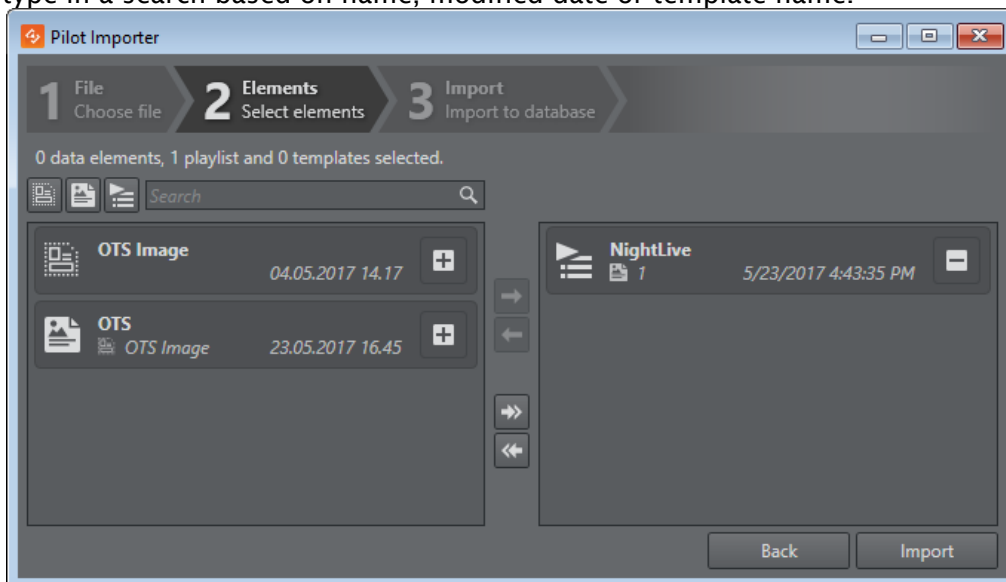 type in a search based on name, modified date or template name.
Pilot Importer
1 File
Choose file
2 Elements
Select elements
3 Import
Import to database
0 data elements, 1 playlist and 0 templates selected.
Search
OTS Image
04.05.2017 14.17
OTS
OTS Image 23.05.2017 16.45
NightLive
1 5/23/2017 4:43:35 PM
Back Import